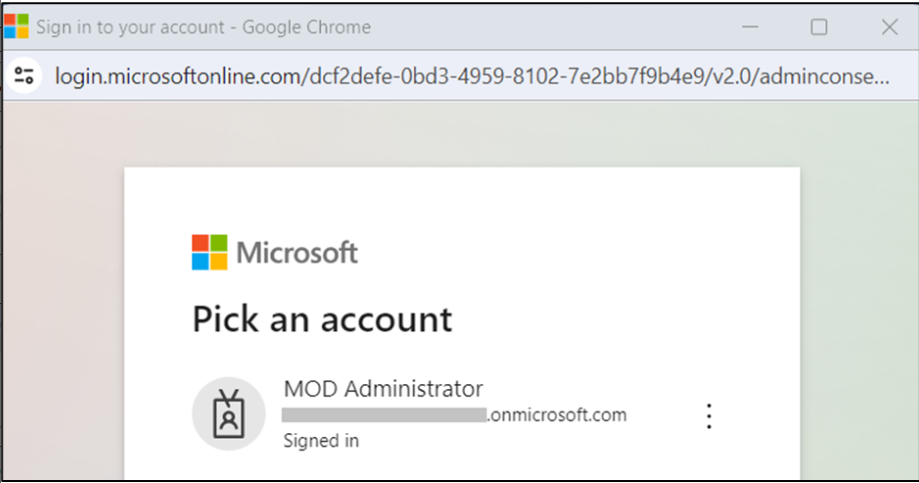 Sign in to your account - Google Chrome
login.microsoftonline.com/dcf2defe-0bd3-4959-8102-7e2bb7f9b4e9/v2.0/adminconse...
Microsoft
Pick an account
MOD Administrator
.onmicrosoft.com
Signed in